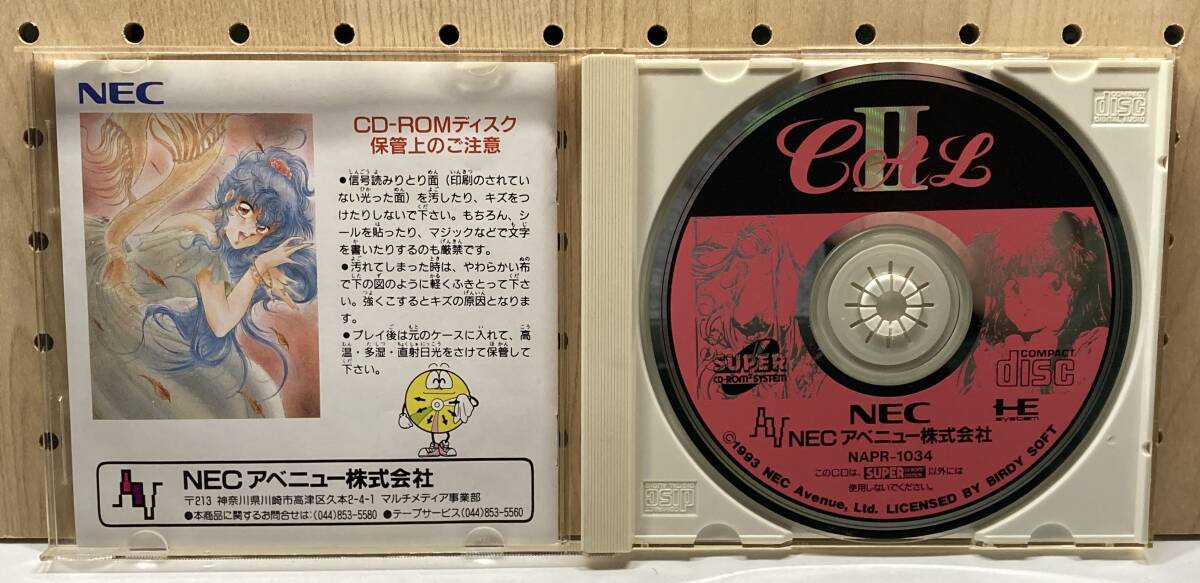 NEC
CD-ROMディスク
保管上のご注意
●信号読みりとり面（印刷のされてい
ない光った面）を汚したり、キズをつ
けたりしないで下さい。もちろん、シ
ールを貼ったり、マジックなどで文字
を書いたりするのも厳禁です。
●汚れてしまった時は、やわらかい布
で下の図のように軽くふきとって下さ
い。強くこするとキズの原因となりま
す。
●プレイ後は元のケースに入れて、高
温・多湿・直射日光をさけて保管して
下さい。
NECアベニュー株式会社
〒213 神奈川県川崎市高津区久本2-4-1 マルチメディア事業部
●本商品に関するお問合せは：(044)853-5580 ●テープサービス(044)853-5560
COMPACT
disc
DIGITAL AUDIO
II
CAL
SUPER
CD-ROM² SYSTEM
COMPACT
disc
NEC
HE
SYSTEM
NECアベニュー株式会社
NAPR-1034
このCDは、SUPER CD-ROM² SYSTEM 以外には
使用しないでください。
©1993 NEC Avenue, Ltd. LICENSED BY BIRDY SOFT